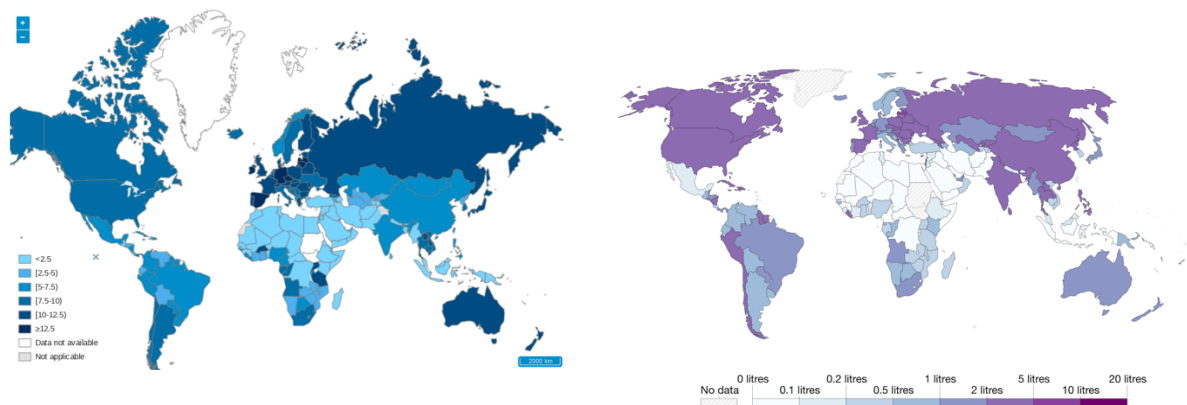 +
−
<2.5
[2.5-5)
[5-7.5)
[7.5-10)
[10-12.5)
≥12.5
Data not available
Not applicable
2000 km
No data
0 litres 0.2 litres 1 litres 5 litres 20 litres
0.1 litres 0.5 litres 2 litres 10 litres